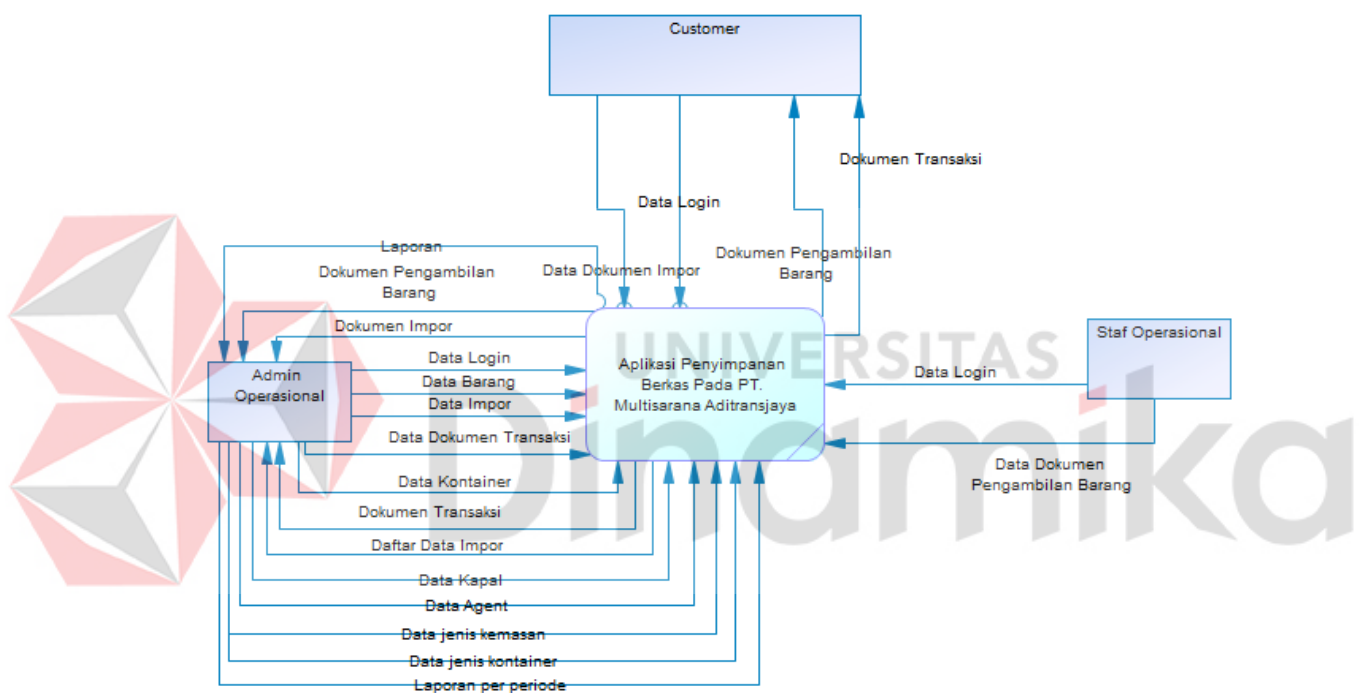 Customer
Dokumen Transaksi
Data Login
Laporan
Dokumen Pengambilan
Barang
Data Dokumen Impor
Dokumen Pengambilan
Barang
Dokumen Impor
UNIVERSITAS
Dinamika
Staf Operasional
Admin
Operasional
Data Login
Data Barang
Data Impor
Data Dokumen Transaksi
Aplikasi Penyimpanan
Berkas Pada PT.
Multisarana Aditransjaya
Data Login
Data Dokumen
Pengambilan Barang
Data Kontainer
Dokumen Transaksi
Daftar Data Impor
Data Kapal
Data Agent
Data jenis kemasan
Data jenis kontainer
Laporan per periode